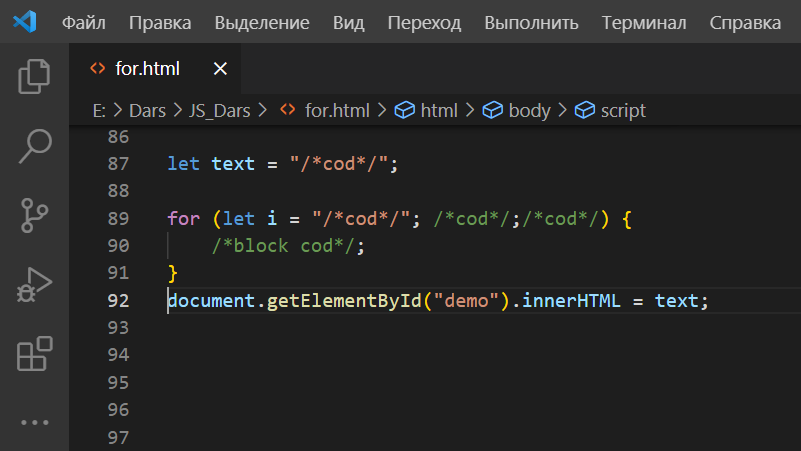 Файл Правка Выделение Вид Переход Выполнить Терминал Справка
for.html
E: > Dars > JS_Dars > for.html > html > body > script
86
87 let text = "/*cod*/";
88
89 for (let i = "/*cod*/"; /*cod*/;/*cod*/) {
90 /*block cod*/;
91 }
92 document.getElementById("demo").innerHTML = text;
93
94
95
96
97